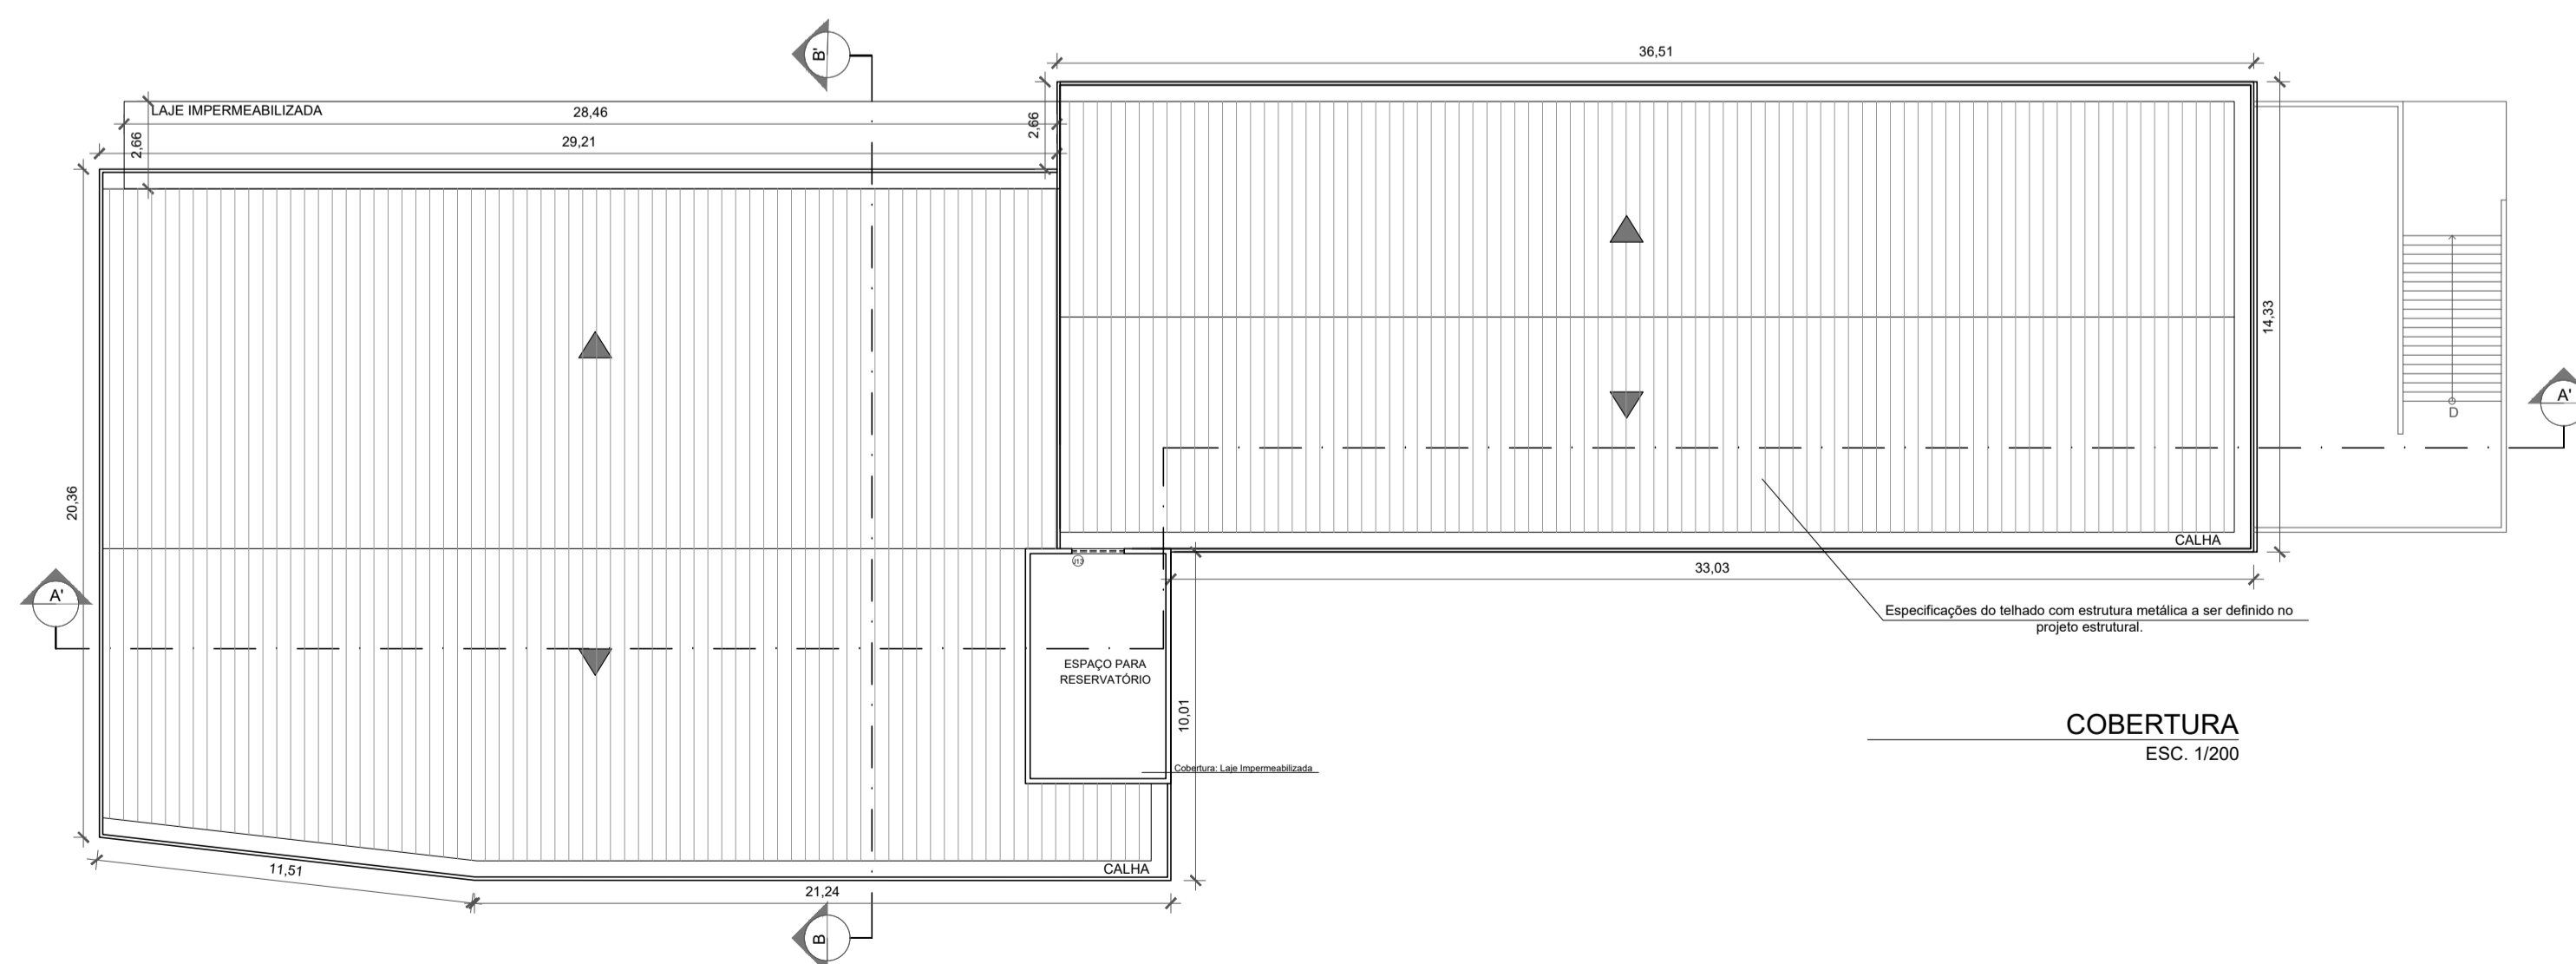 B'
36,51
LAJE IMPERMEABILIZADA
28,46
2,66
2,66
29,21
14,33
A'
D
20,36
CALHA
J13
33,03
A'
Especificações do telhado com estrutura metálica a ser definido no
projeto estrutural.
ESPAÇO PARA
RESERVATÓRIO
10,01
COBERTURA
ESC. 1/200
Cobertura: Laje Impermeabilizada
11,51
CALHA
21,24
B